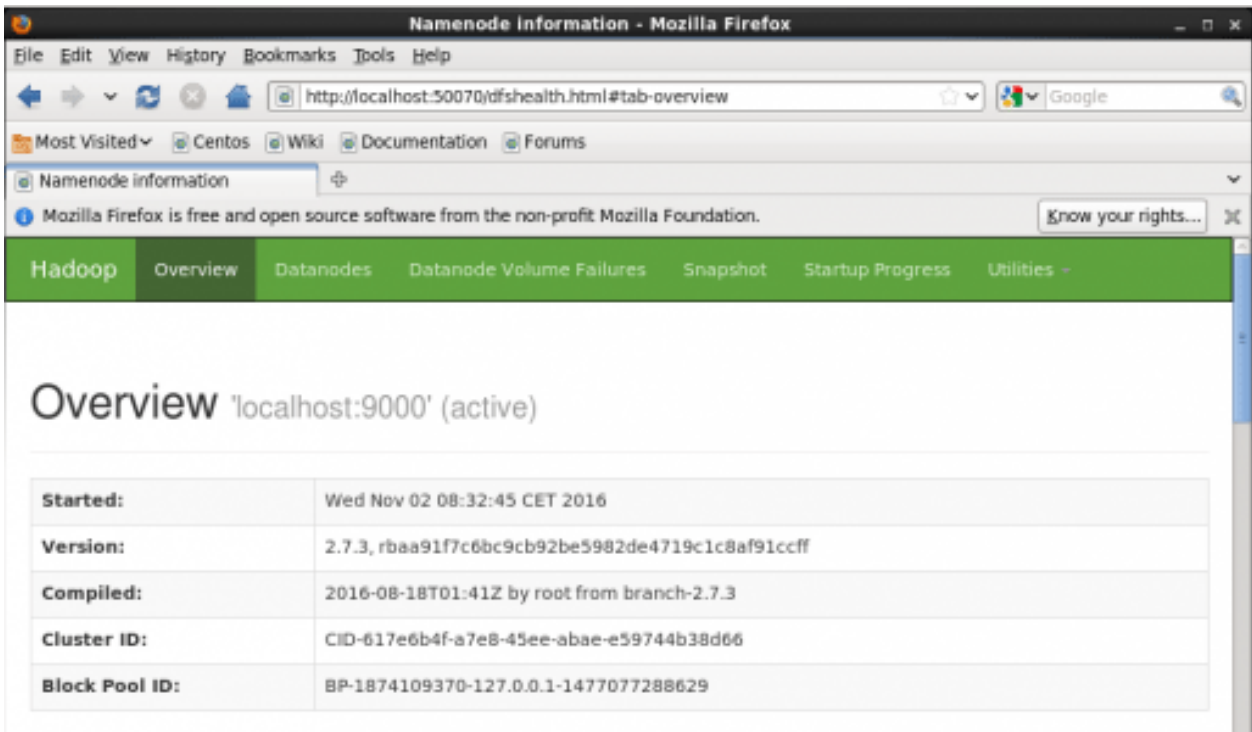 Namenode information - Mozilla Firefox
File Edit View History Bookmarks Tools Help
http://localhost:50070/dfshealth.html#tab-overview Google
Most Visited Centos Wiki Documentation Forums
Namenode information
Mozilla Firefox is free and open source software from the non-profit Mozilla Foundation. Know your rights...
Hadoop Overview Datanodes Datanode Volume Failures Snapshot Startup Progress Utilities
Overview 'localhost:9000' (active)
Started: Wed Nov 02 08:32:45 CET 2016
Version: 2.7.3, rbaa91f7c6bc9cb92be5982de4719c1c8af91ccff
Compiled: 2016-08-18T01:41Z by root from branch-2.7.3
Cluster ID: CID-617e6b4f-a7e8-45ee-abae-e59744b38d66
Block Pool ID: BP-1874109370-127.0.0.1-1477077288629